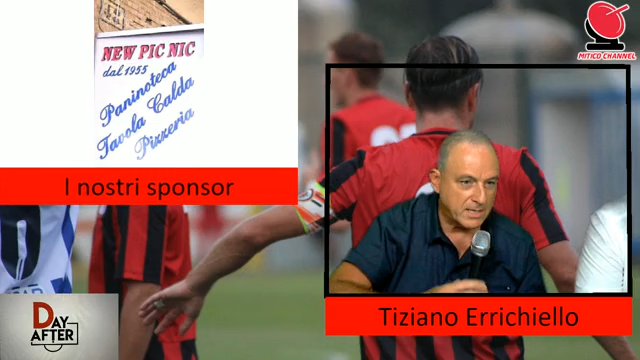 NEW PIC NIC
dal 1955
Paninoteca
Tavola Calda
Pizzeria
I nostri sponsor
MITICO CHANNEL
Tiziano Errichiello
DAY
AFTER